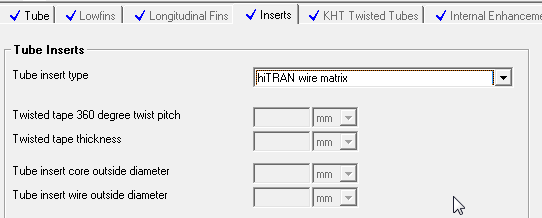 Tube Lowfins Longitudinal Fins Inserts KHT Twisted Tubes Internal Enhanceme
Tube Inserts
Tube insert type hiTRAN wire matrix
Twisted tape 360 degree twist pitch mm
Twisted tape thickness mm
Tube insert core outside diameter mm
Tube insert wire outside diameter mm